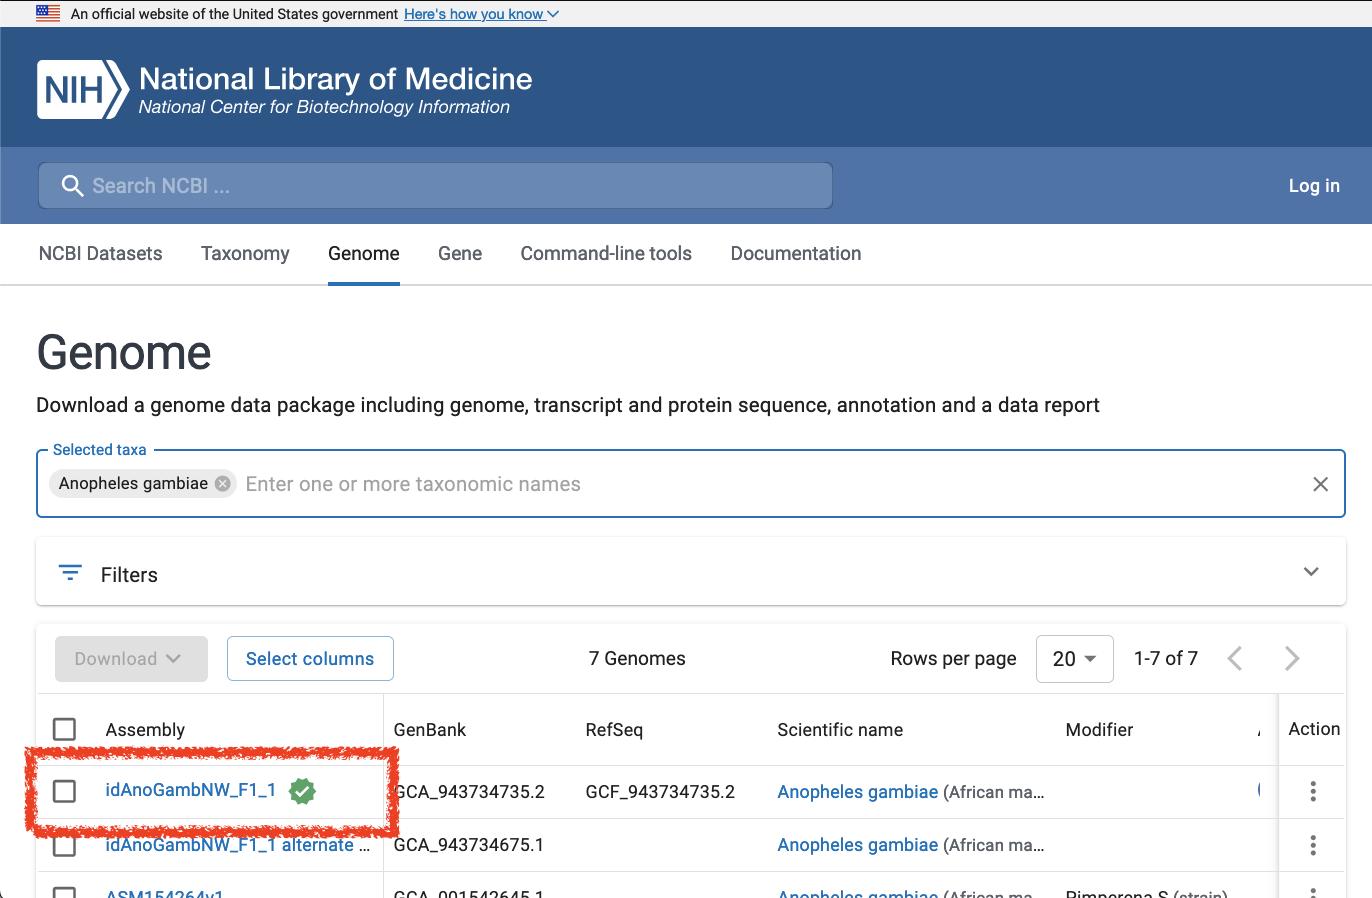 An official website of the United States government Here's how you know
NIH National Library of Medicine
National Center for Biotechnology Information
Search NCBI ...
Log in
NCBI Datasets Taxonomy Genome Gene Command-line tools Documentation
Genome
Download a genome data package including genome, transcript and protein sequence, annotation and a data report
Selected taxa
Anopheles gambiae Enter one or more taxonomic names
Filters
Download Select columns 7 Genomes Rows per page 20 1-7 of 7
Assembly GenBank RefSeq Scientific name Modifier Action
idAnoGambNW_F1_1 GCA_943734735.2 GCF_943734735.2 Anopheles gambiae (African ma...
idAnoGambNW_F1_1 alternate ... GCA_943734675.1 Anopheles gambiae (African ma...
ASM154264v1 GCA_001542645.1 Anopheles gambiae (African ma... Pimperena S (strain)